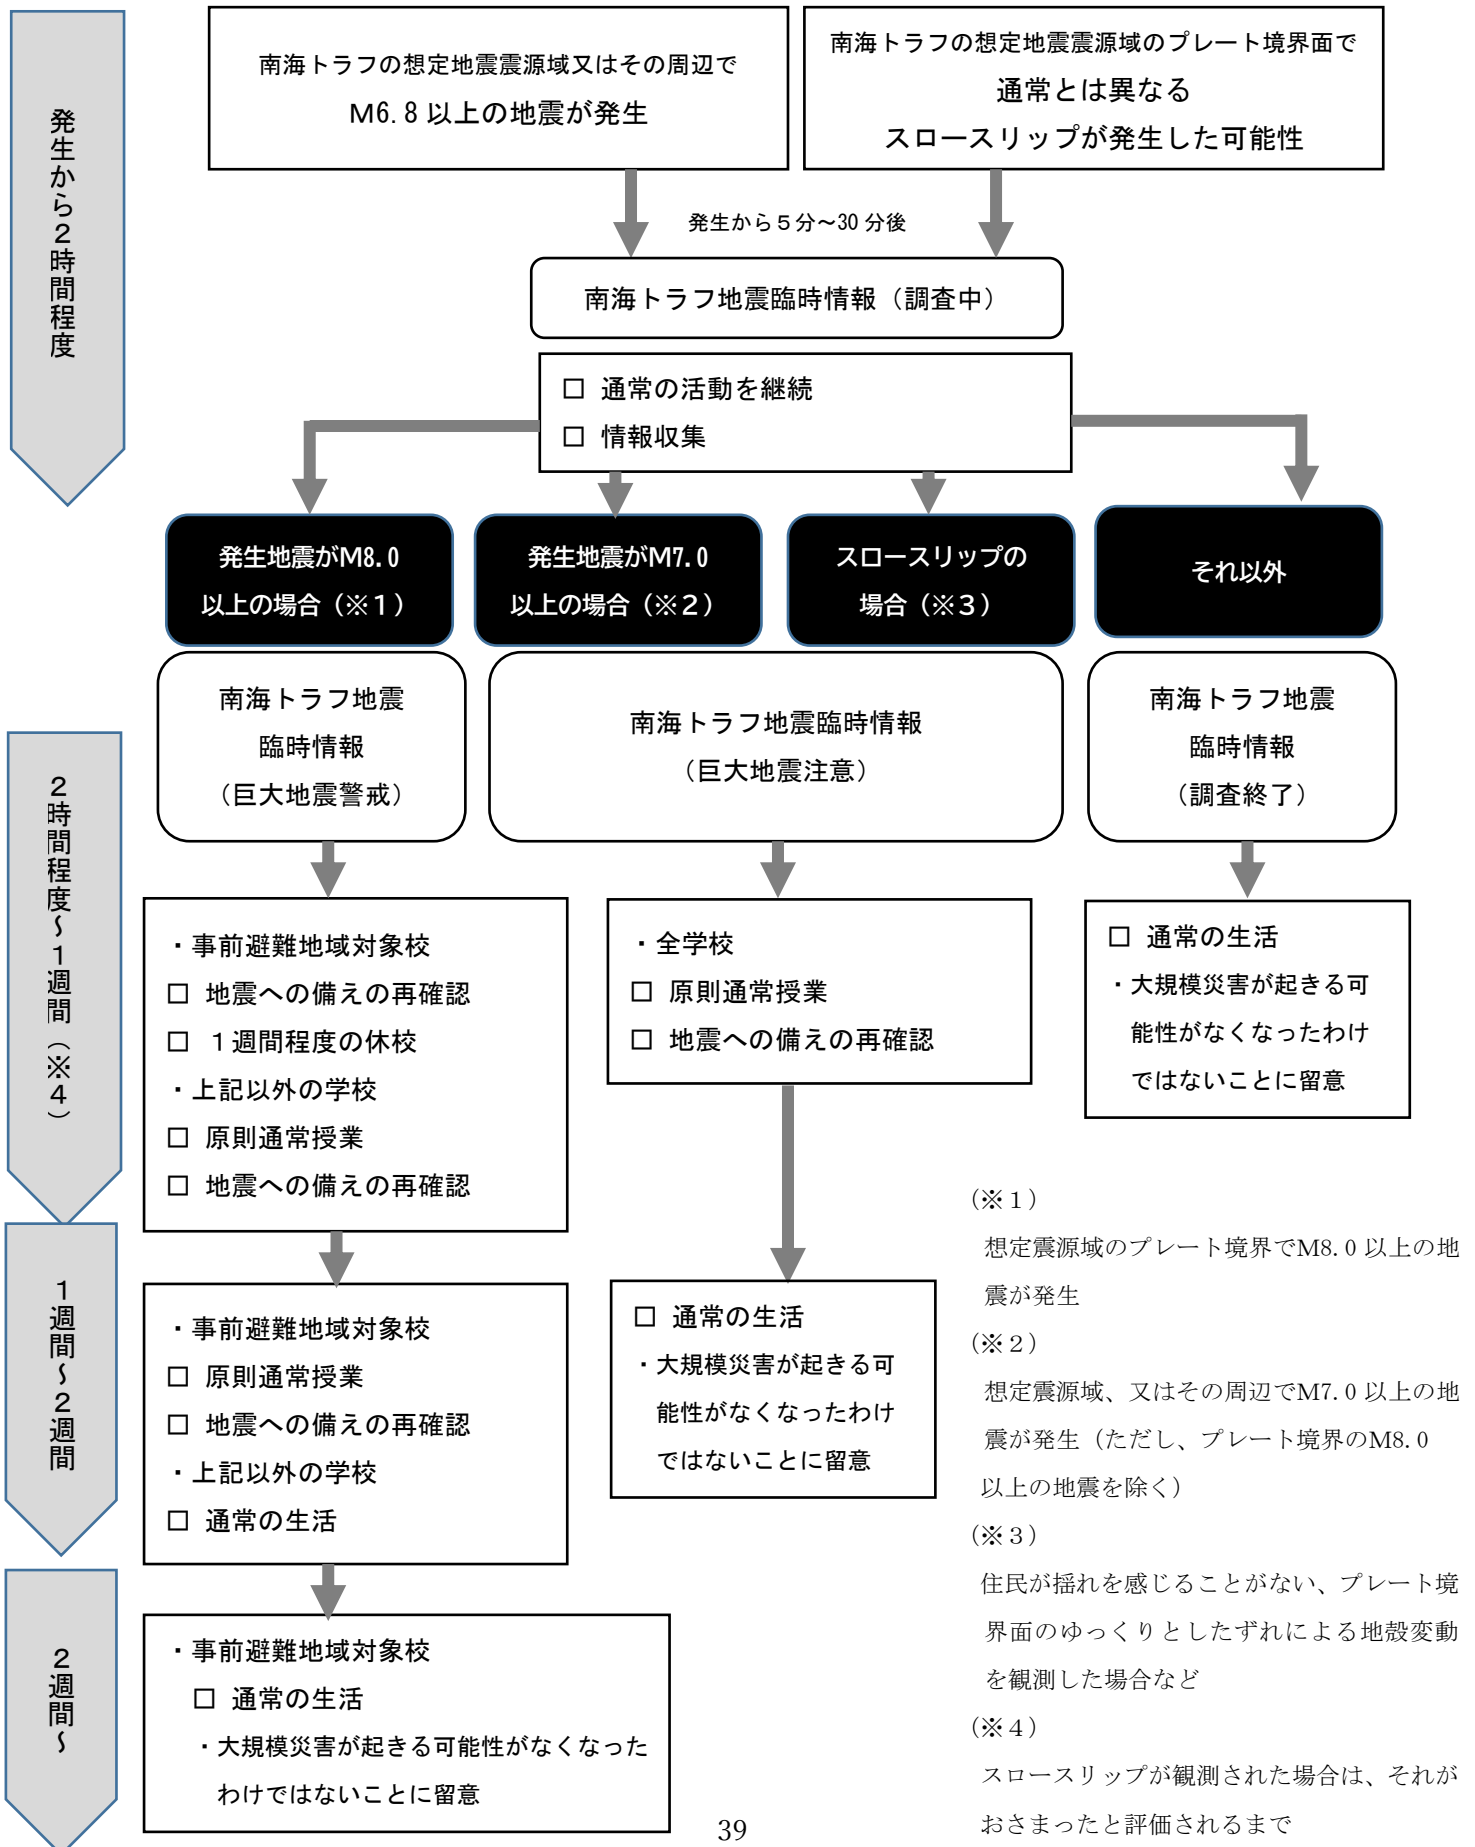 発生から２時間程度
南海トラフの想定地震震源域又はその周辺で
M6.8 以上の地震が発生
南海トラフの想定地震震源域のプレート境界面で
通常とは異なる
スロースリップが発生した可能性
発生から５分～30 分後
南海トラフ地震臨時情報（調査中）
□ 通常の活動を継続
□ 情報収集
発生地震がM8.0
以上の場合（※１）
発生地震がM7.0
以上の場合（※２）
スロースリップの
場合（※３）
それ以外
２時間程度～１週間（※４）
南海トラフ地震
臨時情報
（巨大地震警戒）
南海トラフ地震臨時情報
（巨大地震注意）
南海トラフ地震
臨時情報
（調査終了）
・事前避難地域対象校
□ 地震への備えの再確認
□ １週間程度の休校
・上記以外の学校
□ 原則通常授業
□ 地震への備えの再確認
・全学校
□ 原則通常授業
□ 地震への備えの再確認
□ 通常の生活
・大規模災害が起きる可
能性がなくなったわけ
ではないことに留意
１週間～２週間
・事前避難地域対象校
□ 原則通常授業
□ 地震への備えの再確認
・上記以外の学校
□ 通常の生活
□ 通常の生活
・大規模災害が起きる可
能性がなくなったわけ
ではないことに留意
２週間～
・事前避難地域対象校
□ 通常の生活
・大規模災害が起きる可能性がなくなった
わけではないことに留意
（※１）
想定震源域のプレート境界でM8.0 以上の地
震が発生
（※２）
想定震源域、又はその周辺でM7.0 以上の地
震が発生（ただし、プレート境界のM8.0
以上の地震を除く）
（※３）
住民が揺れを感じることがない、プレート境
界面のゆっくりとしたずれによる地殻変動
を観測した場合など
（※４）
スロースリップが観測された場合は、それが
おさまったと評価されるまで
39